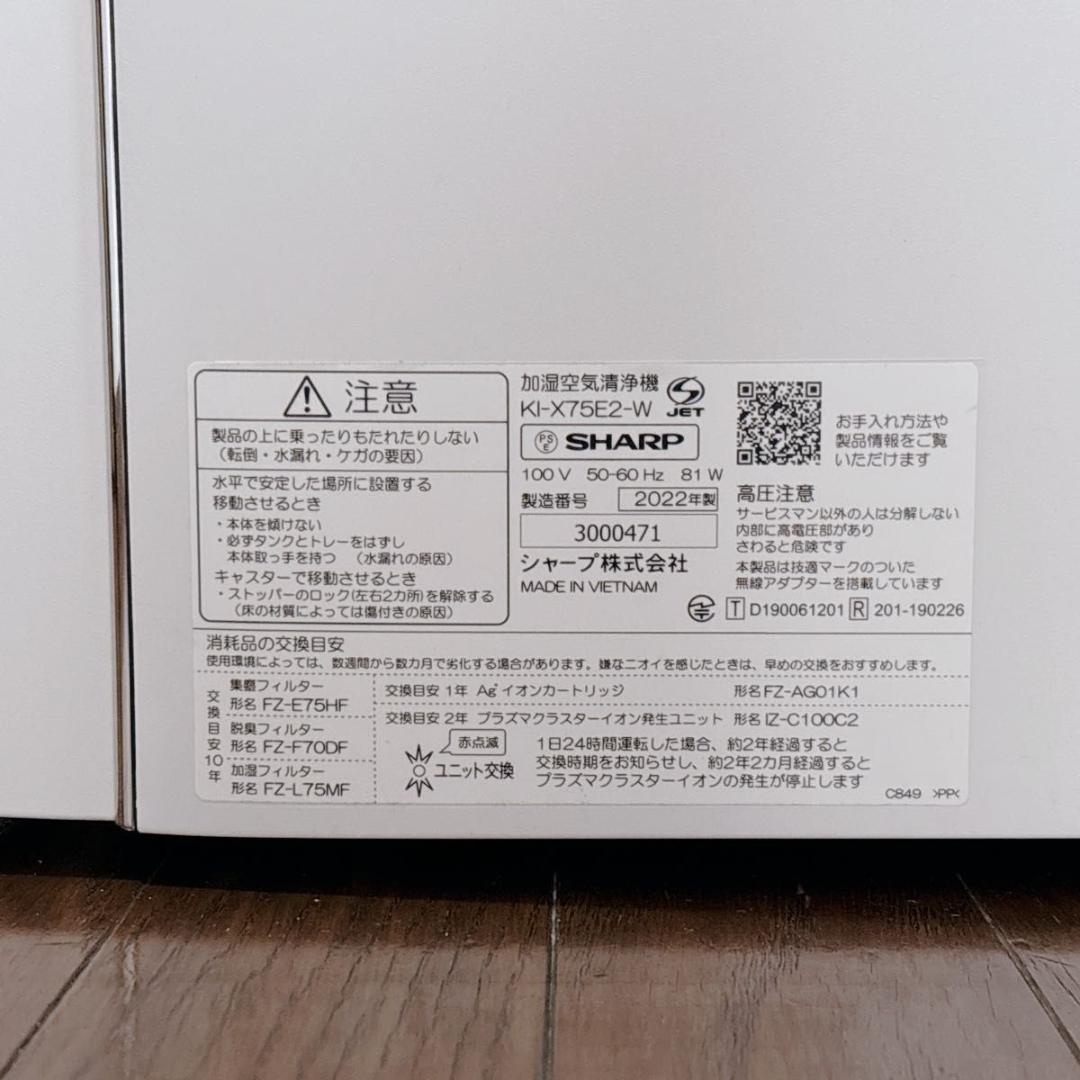 注意
製品の上に乗ったりもたれたりしない
（転倒・水漏れ・ケガの要因）
水平で安定した場所に設置する
移動させるとき
・本体を傾けない
・必ずタンクとトレーをはずし
本体取っ手を持つ （水漏れの原因）
キャスターで移動させるとき
・ストッパーのロック(左右2カ所)を解除する
（床の材質によっては傷付きの原因）
加湿空気清浄機
KI-X75E2-W
JET
PS
E
SHARP
100 V 50-60 Hz 81 W
製造番号 2022年製
3000471
シャープ株式会社
MADE IN VIETNAM
お手入れ方法や
製品情報をご覧
いただけます
高圧注意
サービスマン以外の人は分解しない
内部に高電圧部があり
さわると危険です
本製品は技適マークのついた
無線アダプターを搭載しています
T D190061201 R 201-190226
消耗品の交換目安
使用環境によっては、数週間から数カ月で劣化する場合があります。嫌なニオイを感じたときは、早めの交換をおすすめします。
交換目安10年
集塵フィルター
形名 FZ-E75HF
脱臭フィルター
形名 FZ-F70DF
加湿フィルター
形名 FZ-L75MF
交換目安 1年 Ag⁺イオンカートリッジ 形名 FZ-AG01K1
交換目安 2年 プラズマクラスターイオン発生ユニット 形名 IZ-C100C2
赤点滅
ユニット交換
1日24時間運転した場合、約2年経過すると
交換時期をお知らせし、約2年2カ月経過すると
プラズマクラスターイオンの発生が停止します
C849 >PP<